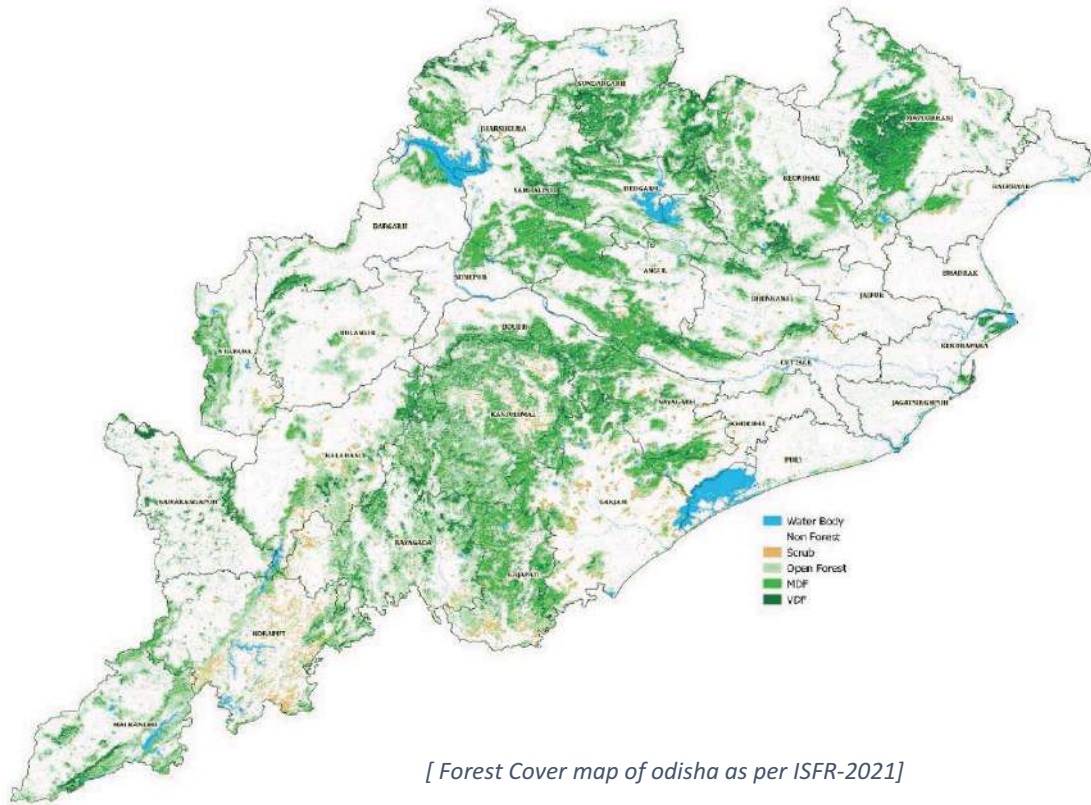 SUNDARGARH
MAYURBHANJ
JHARSUGUDA
KEONJHAR
SAMBALPUR
DEOGARH
BALESHWAR
BARGARH
ANGUL
SONEPUR
BHADRAK
DHENKANAL
JAJPUR
BOUDH
BOLANGIR
KENDRAPARA
NUAPADA
CUTTACK
JAGATSINGHPUR
NAYAGARH
KANDHAMAL
KHORDHA
PURI
KALAHANDI
GANJAM
NABARANGAPUR
RAYAGADA
GAJAPATI
KORAPUT
MALKANGIRI
Water Body
Non Forest
Scrub
Open Forest
MDF
VDF
[ Forest Cover map of odisha as per ISFR-2021]